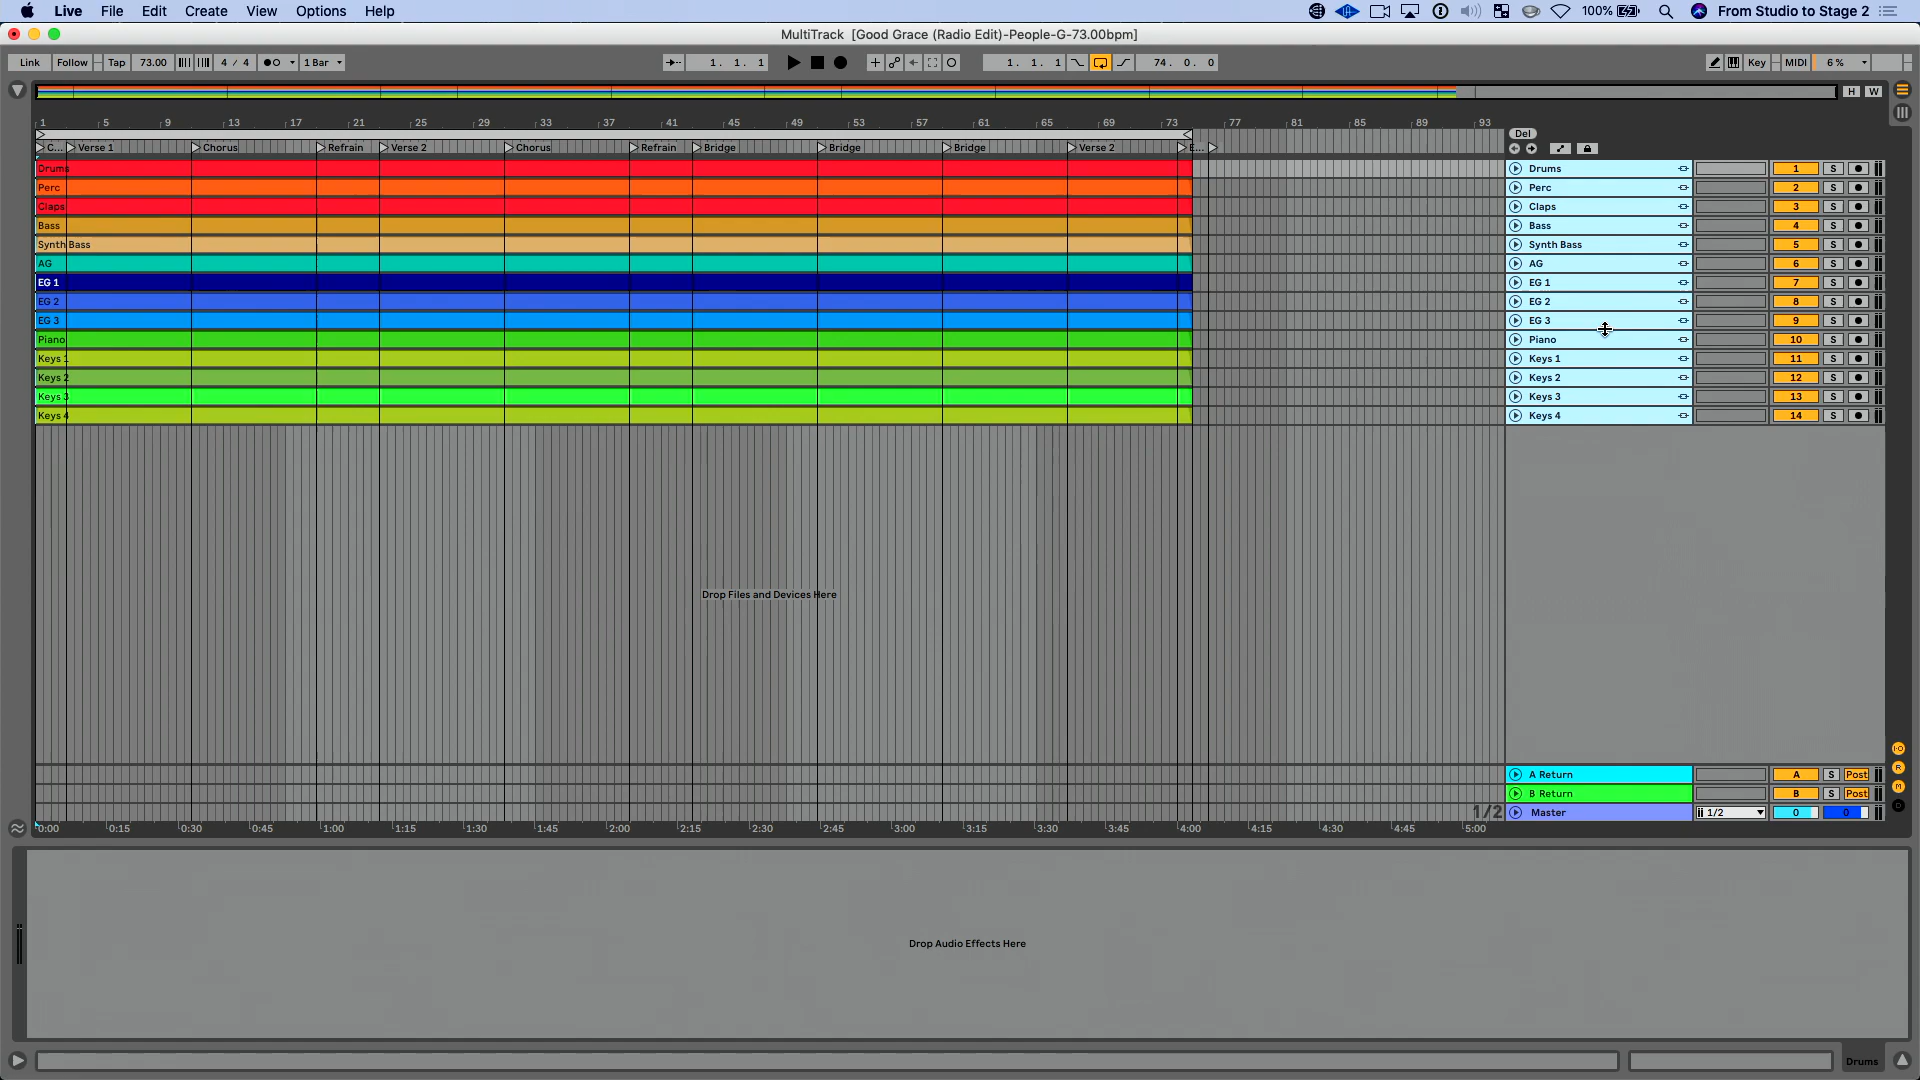 Live File Edit Create View Options Help 100% From Studio to Stage 2
MultiTrack [Good Grace (Radio Edit)-People-G-73.00bpm]
Link Follow Tap 73.00 4 / 4 1 Bar 1. 1. 1 1. 1. 1 74. 0. 0 Key MIDI 6 %
H W
1 5 9 13 17 21 25 29 33 37 41 45 49 53 57 61 65 69 73 77 81 85 89 93
Del
C... Verse 1 Chorus Refrain Verse 2 Chorus Refrain Bridge Bridge Bridge Verse 2 E...
Drums Drums 1 S
Perc Perc 2 S
Claps Claps 3 S
Bass Bass 4 S
Synth Bass Synth Bass 5 S
AG AG 6 S
EG 1 EG 1 7 S
EG 2 EG 2 8 S
EG 3 EG 3 9 S
Piano Piano 10 S
Keys 1 Keys 1 11 S
Keys 2 Keys 2 12 S
Keys 3 Keys 3 13 S
Keys 4 Keys 4 14 S
Drop Files and Devices Here
A Return A S Post
B Return B S Post
1/2 Master 1/2 0 0
0:00 0:15 0:30 0:45 1:00 1:15 1:30 1:45 2:00 2:15 2:30 2:45 3:00 3:15 3:30 3:45 4:00 4:15 4:30 4:45 5:00
Drop Audio Effects Here
Drums